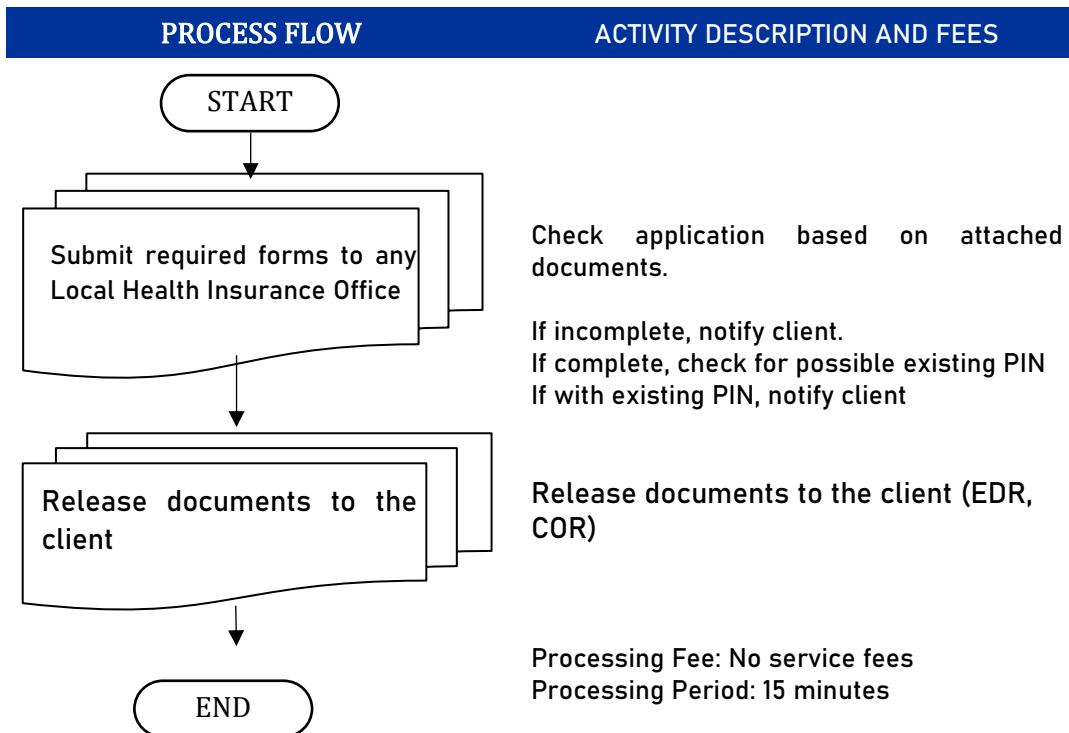 PROCESS FLOW
ACTIVITY DESCRIPTION AND FEES
START
Submit required forms to any
Local Health Insurance Office
Check application based on attached
documents.
If incomplete, notify client.
If complete, check for possible existing PIN
If with existing PIN, notify client
Release documents to the
client
Release documents to the client (EDR,
COR)
Processing Fee: No service fees
Processing Period: 15 minutes
END